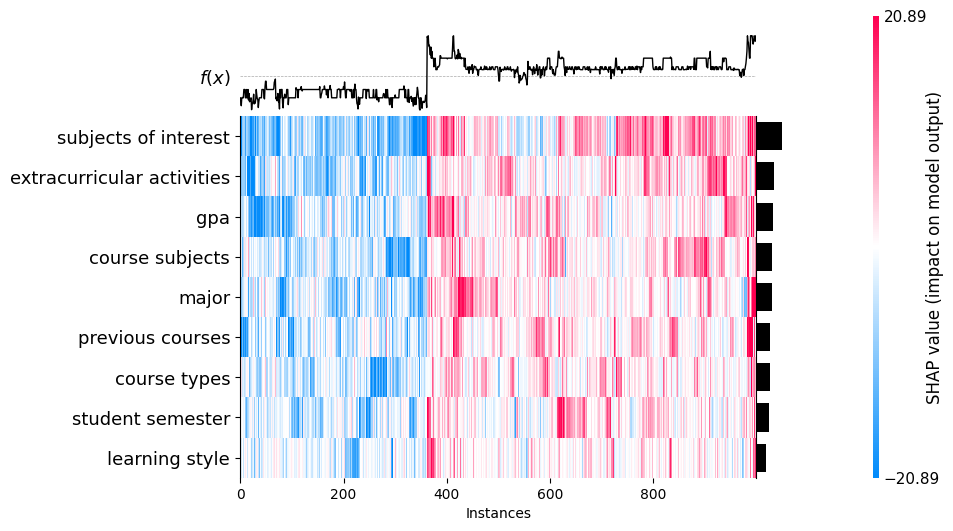 20.89
f(x)
subjects of interest
extracurricular activities
gpa
course subjects
major
previous courses
course types
student semester
learning style
0 200 400 600 800
Instances
SHAP value (impact on model output)
−20.89